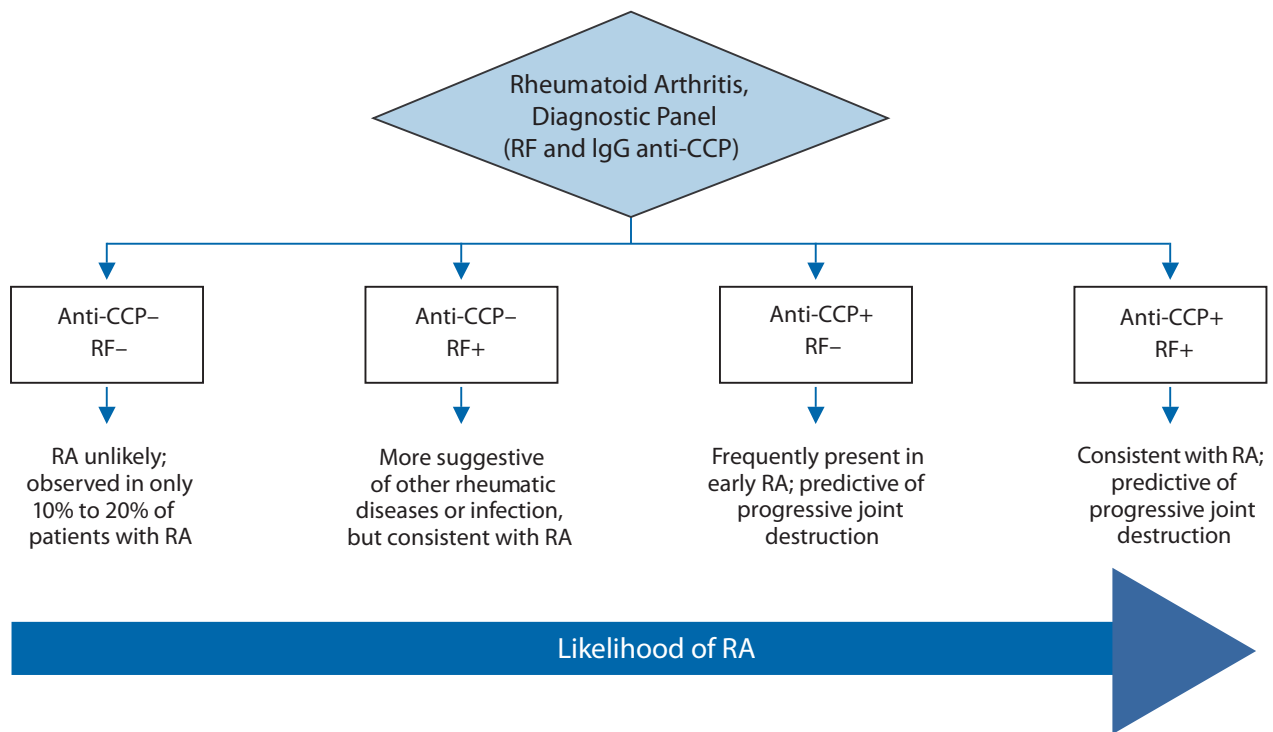 Rheumatoid Arthritis,
Diagnostic Panel
(RF and IgG anti-CCP)
Anti-CCP–
RF–
Anti-CCP–
RF+
Anti-CCP+
RF–
Anti-CCP+
RF+
RA unlikely;
observed in only
10% to 20% of
patients with RA
More suggestive
of other rheumatic
diseases or infection,
but consistent with RA
Frequently present in
early RA; predictive of
progressive joint
destruction
Consistent with RA;
predictive of
progressive joint
destruction
Likelihood of RA